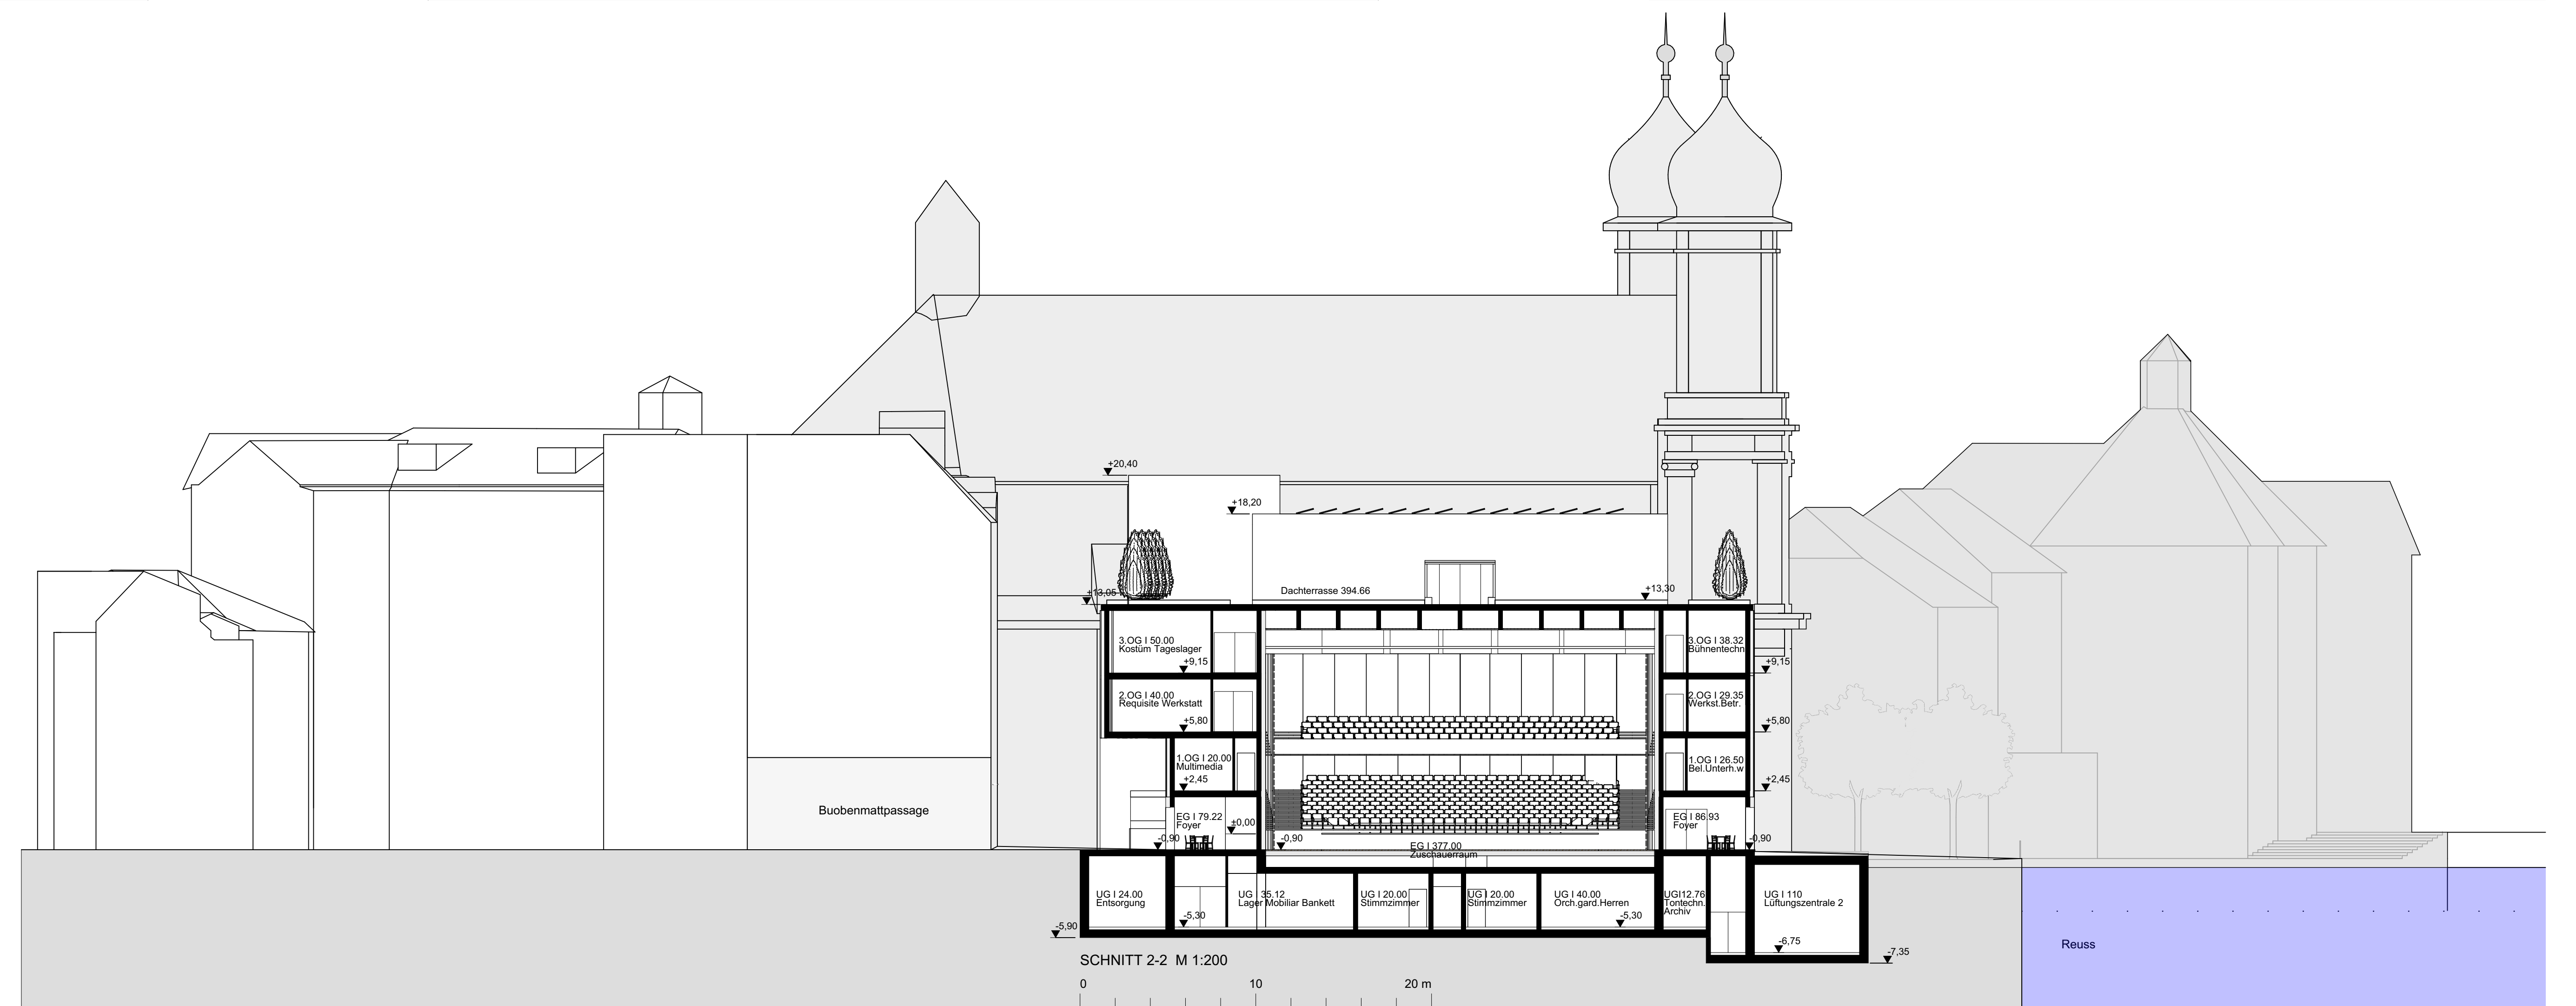 +20,40
+18,20
+13,05
Dachterrasse 394.66
+13,30
3.OG I 50.00
Kostüm Tageslager
+9,15
3.OG I 38.32
Bühnentechn
+9,15
2.OG I 40.00
Requisite Werkstatt
+5,80
2.OG I 29.35
Werkst.Betr.
+5,80
1.OG I 20.00
Multimedia
+2,45
1.OG I 26.50
Bel.Unterh.w
+2,45
Buobenmattpassage
EG I 79.22
Foyer
±0,00
-0,90
-0,90
EG I 377.00
Zuschauerraum
EG I 86.93
Foyer
-0,90
UG I 24.00
Entsorgung
UG I 35.12
Lager Mobiliar Bankett
UG I 20.00
Stimmzimmer
UG I 20.00
Stimmzimmer
UG I 40.00
Orch.gard.Herren
UGI12.76
Tontechn.
Archiv
UG I 110
Lüftungszentrale 2
-5,30
-5,30
-5,90
-6,75
-7,35
Reuss
SCHNITT 2-2 M 1:200
0 10 20 m